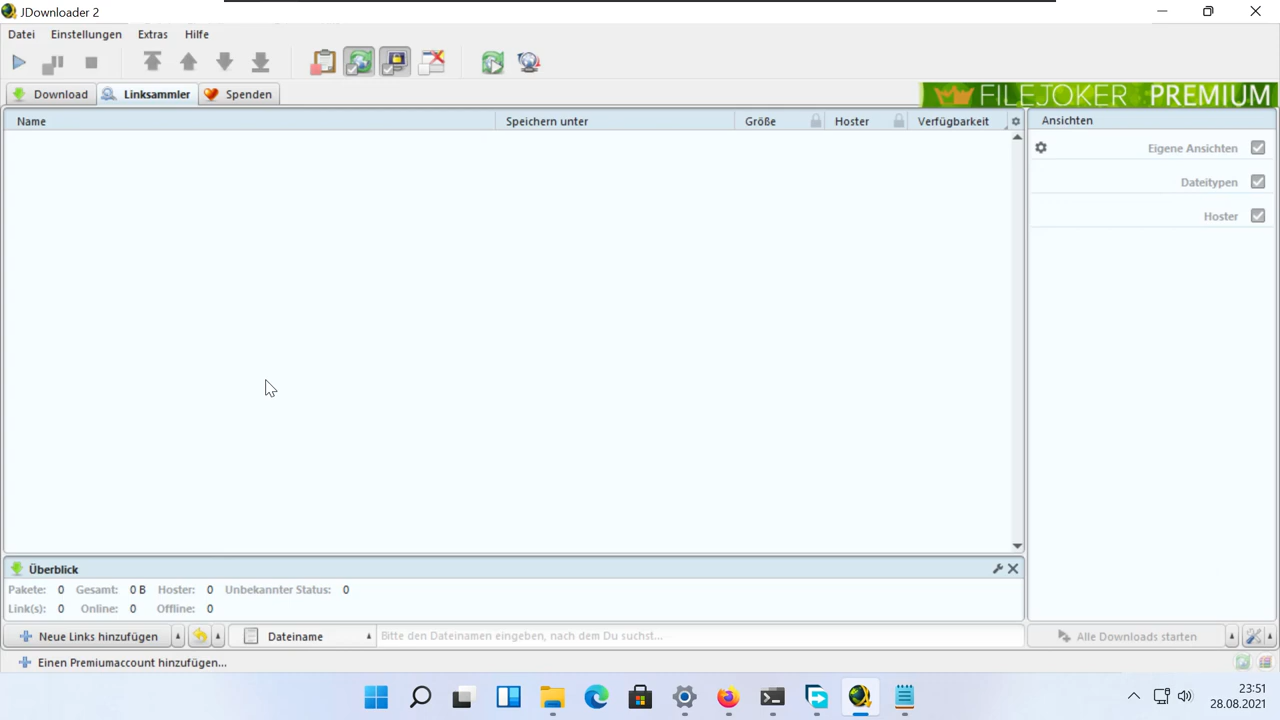 JDownloader 2
Datei Einstellungen Extras Hilfe
Download Linksammler Spenden FILEJOKER PREMIUM
Name Speichern unter Größe Hoster Verfügbarkeit Ansichten
Eigene Ansichten
Dateitypen
Hoster
Überblick
Pakete: 0 Gesamt: 0 B Hoster: 0 Unbekannter Status: 0
Link(s): 0 Online: 0 Offline: 0
Neue Links hinzufügen Dateiname Bitte den Dateinamen eingeben, nach dem Du suchst... Alle Downloads starten
Einen Premiumaccount hinzufügen...
23:51
28.08.2021